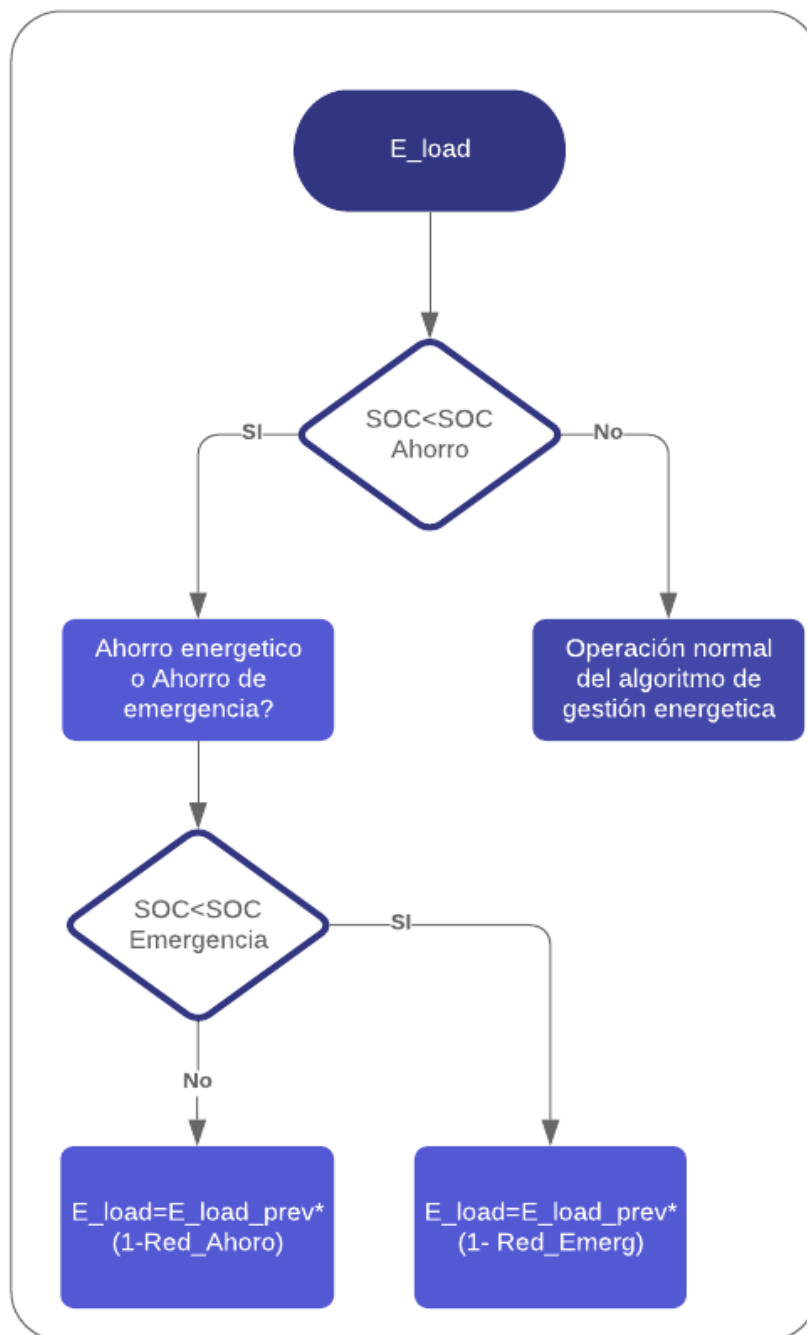 E_load
SOC<SOC
Ahorro
SI
No
Ahorro energetico
o Ahorro de
emergencia?
Operación normal
del algoritmo de
gestión energetica
SOC<SOC
Emergencia
SI
No
E_load=E_load_prev*
(1-Red_Ahoro)
E_load=E_load_prev*
(1- Red_Emerg)